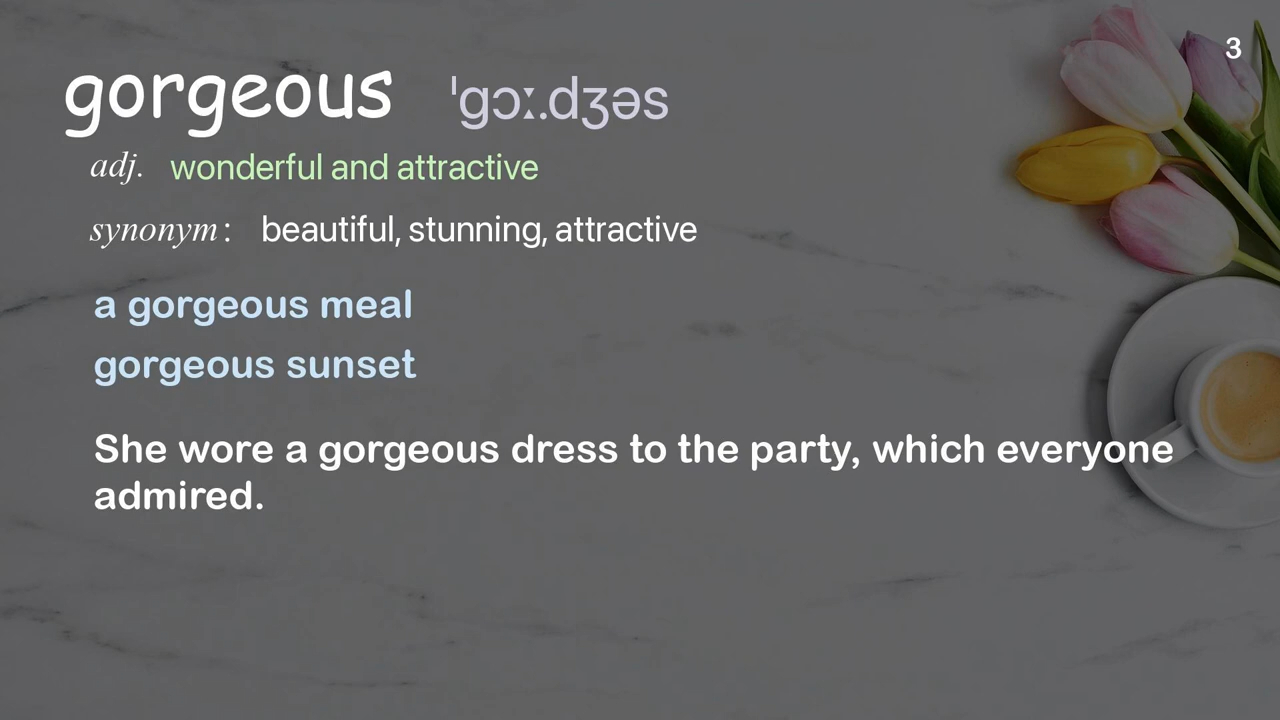 3
gorgeous ˈɡɔː.dʒəs
adj. wonderful and attractive
synonym: beautiful, stunning, attractive
a gorgeous meal
gorgeous sunset
She wore a gorgeous dress to the party, which everyone
admired.